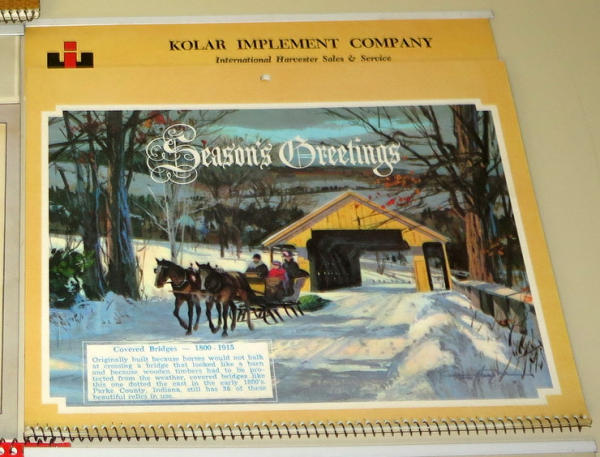 KOLAR IMPLEMENT COMPANY
International Harvester Sales & Service
Season's Greetings
Covered Bridges — 1800-1915
Originally built because horses would not balk
at crossing a bridge that looked like a barn
and because wooden timbers had to be pro-
tected from the weather, covered bridges like
this one dotted the east in the early 1800's.
Parke County, Indiana, still has 38 of these
beautiful relics in use.